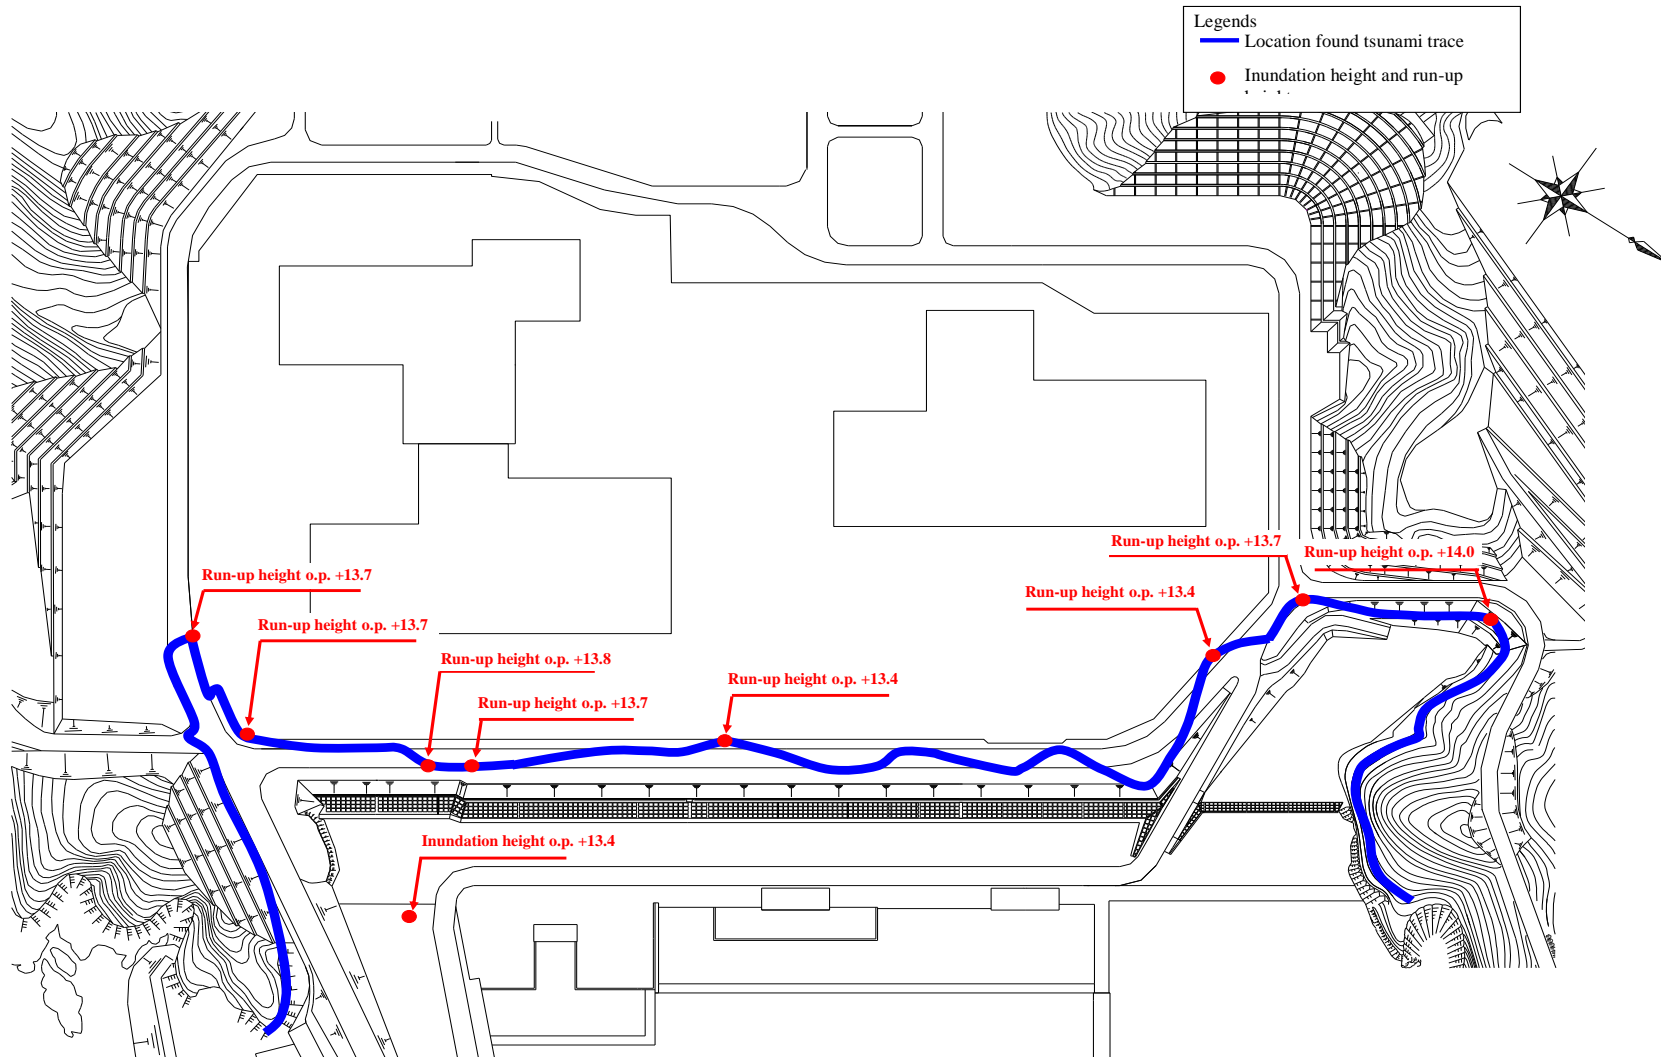 Legends
Location found tsunami trace
Inundation height and run-up
Run-up height o.p. +13.7
Run-up height o.p. +14.0
Run-up height o.p. +13.7
Run-up height o.p. +13.4
Run-up height o.p. +13.7
Run-up height o.p. +13.8
Run-up height o.p. +13.4
Run-up height o.p. +13.7
Inundation height o.p. +13.4